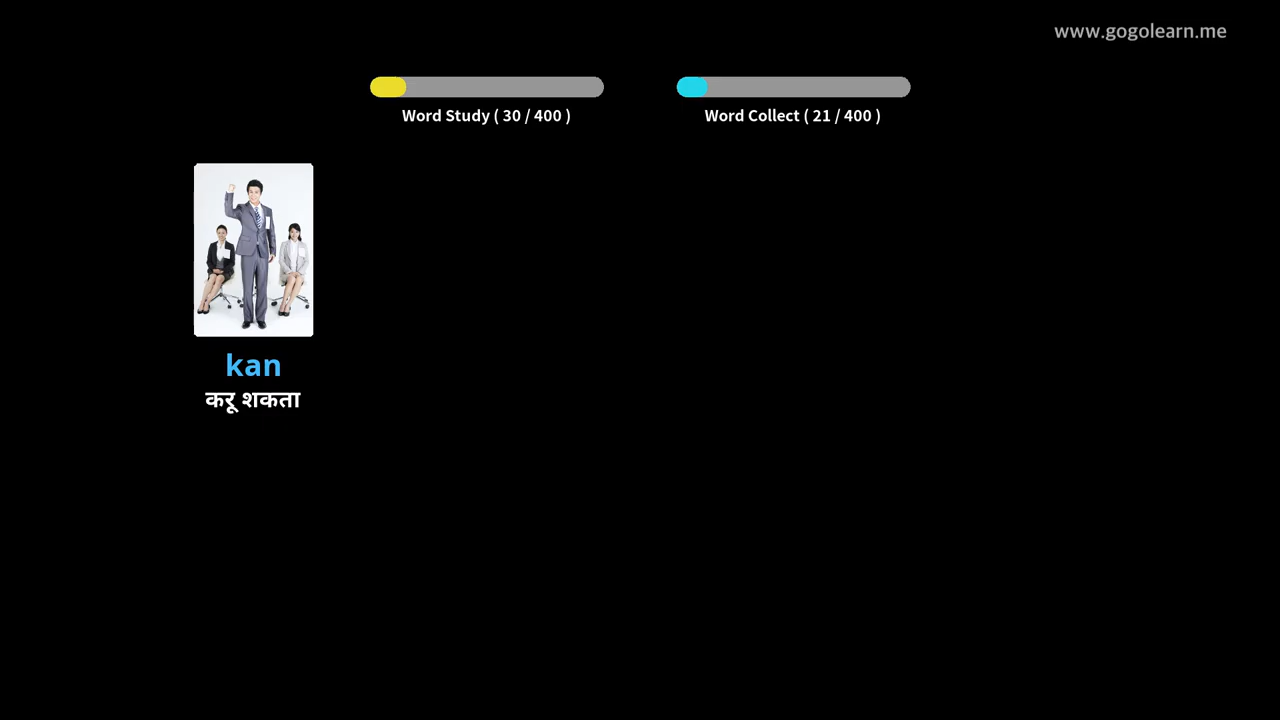 www.gogolearn.me
Word Study ( 30 / 400 )
Word Collect ( 21 / 400 )
kan
करू शकता